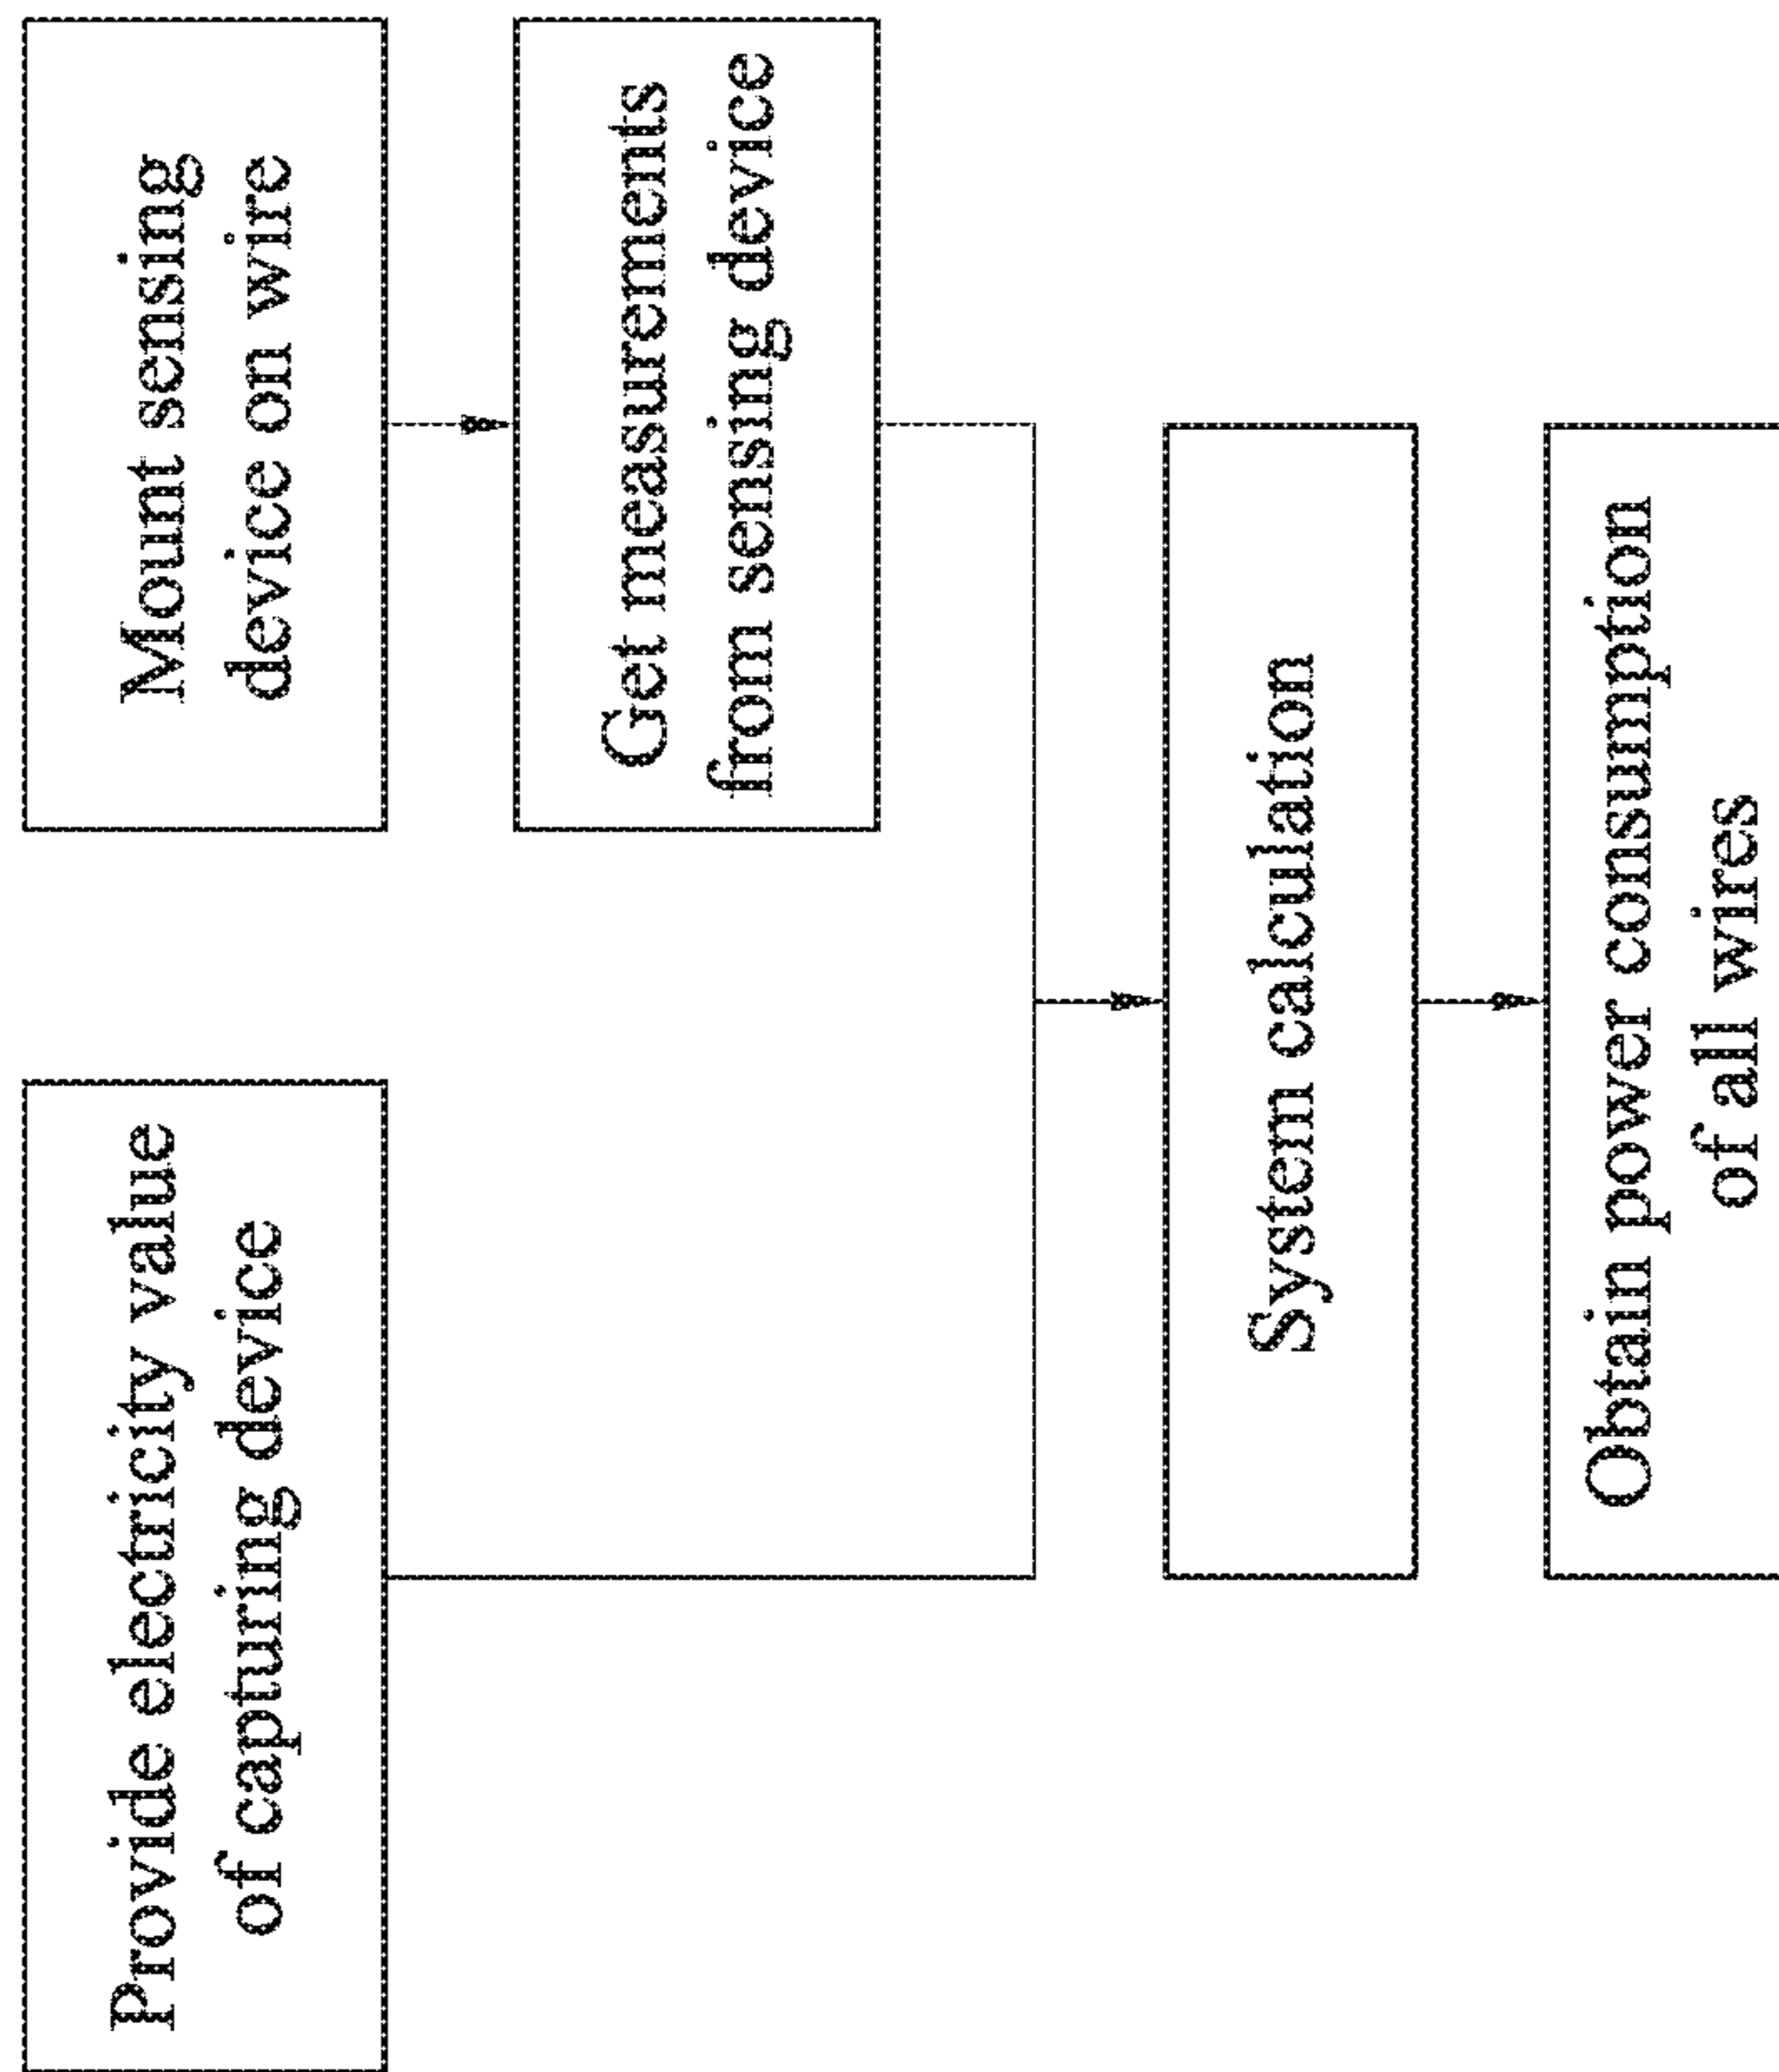 Provide electricity value
of capturing device
Mount sensing
device on wire
Get measurements
from sensing device
System calculation
Obtain power consumption
of all wires